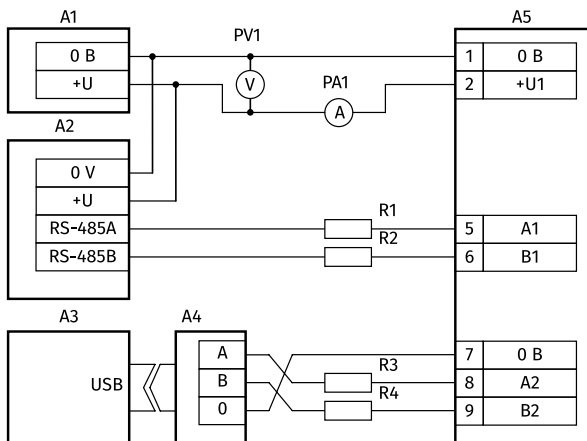 A1
PV1
A5
0 В
1
0 В
+U
V
PA1
2
+U1
A
A2
0 V
+U
RS-485A
R1
5
A1
RS-485B
R2
6
B1
A3
A4
A
7
0 В
USB
B
R3
8
A2
0
R4
9
B2